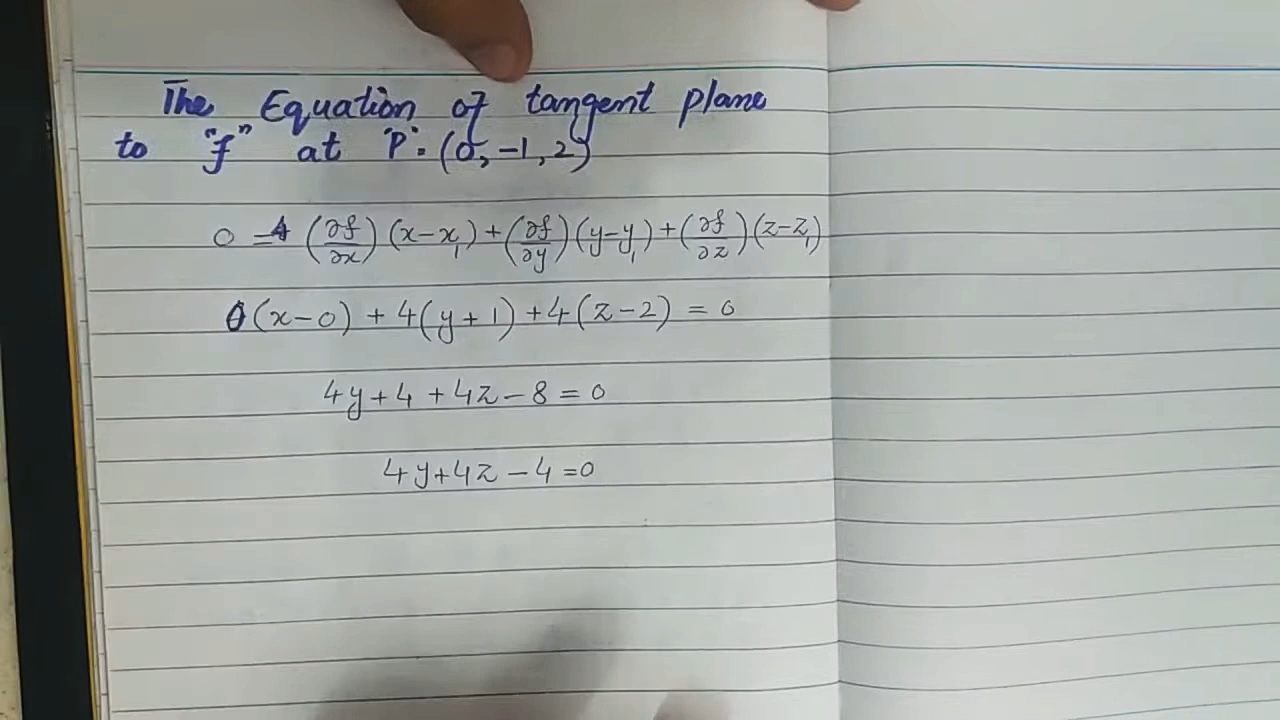 The Equation of tangent plane
to "f" at "P": (0, -1, 2)
0 = (∂f/∂x)(x-x₁) + (∂f/∂y)(y-y₁) + (∂f/∂z)(z-z₁)
0(x-0) + 4(y+1) + 4(z-2) = 0
4y+4+4z-8=0
4y+4z-4=0